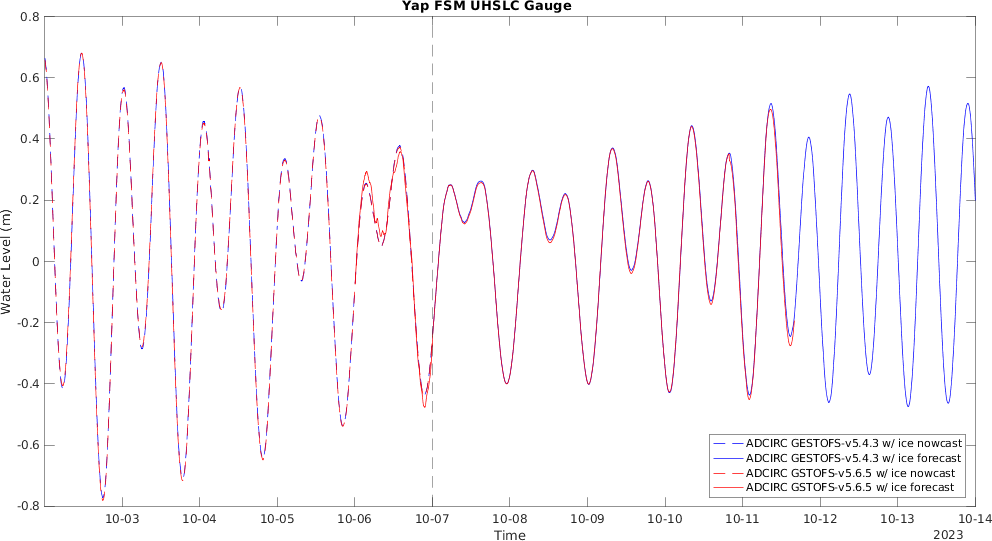 Yap FSM UHSLC Gauge
0.8
0.6
0.4
0.2
0
-0.2
-0.4
-0.6
-0.8
Water Level (m)
ADCIRC GESTOFS-v5.4.3 w/ ice nowcast
ADCIRC GESTOFS-v5.4.3 w/ ice forecast
ADCIRC GSTOFS-v5.6.5 w/ ice nowcast
ADCIRC GSTOFS-v5.6.5 w/ ice forecast
10-03 10-04 10-05 10-06 10-07 10-08 10-09 10-10 10-11 10-12 10-13 10-14
Time
2023